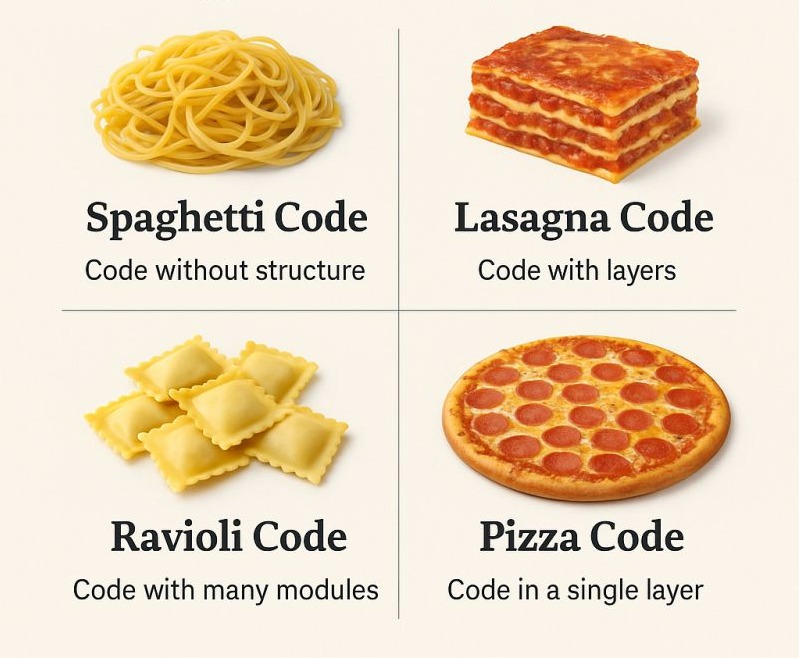 Spaghetti Code
Code without structure
Lasagna Code
Code with layers
Ravioli Code
Code with many modules
Pizza Code
Code in a single layer